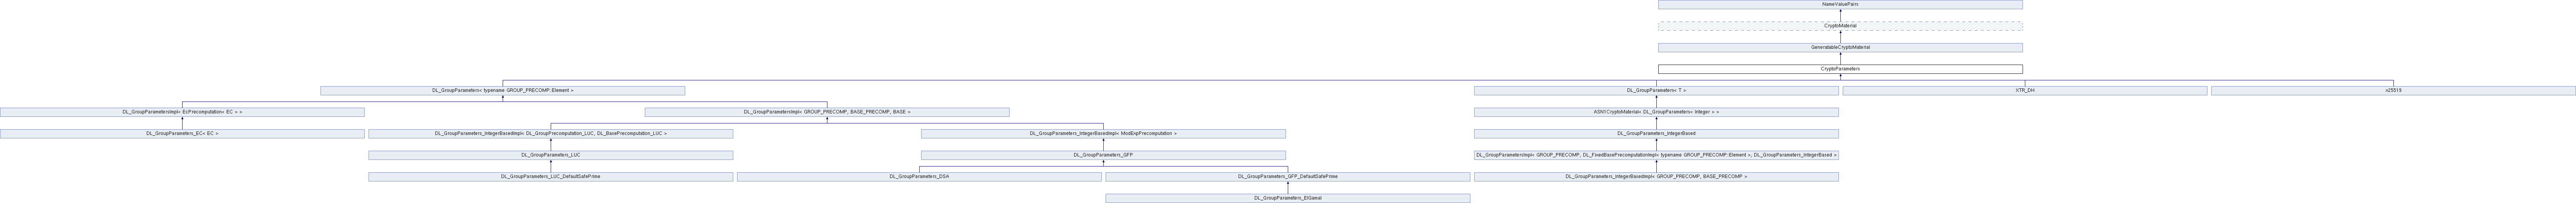 NameValuePairs
CryptoMaterial
GeneratableCryptoMaterial
CryptoParameters
DL_GroupParameters< typename GROUP_PRECOMP::Element >
DL_GroupParameters< T >
XTR_DH
x25519
DL_GroupParametersImpl< EcPrecomputation< EC > >
DL_GroupParametersImpl< GROUP_PRECOMP, BASE_PRECOMP, BASE >
ASN1CryptoMaterial< DL_GroupParameters< Integer > >
DL_GroupParameters_EC< EC >
DL_GroupParameters_IntegerBasedImpl< DL_GroupPrecomputation_LUC, DL_BasePrecomputation_LUC >
DL_GroupParameters_IntegerBasedImpl< ModExpPrecomputation >
DL_GroupParameters_IntegerBased
DL_GroupParameters_LUC
DL_GroupParameters_GFP
DL_GroupParametersImpl< GROUP_PRECOMP, DL_FixedBasePrecomputationImpl< typename GROUP_PRECOMP::Element >, DL_GroupParameters_IntegerBased >
DL_GroupParameters_LUC_DefaultSafePrime
DL_GroupParameters_DSA
DL_GroupParameters_GFP_DefaultSafePrime
DL_GroupParameters_IntegerBasedImpl< GROUP_PRECOMP, BASE_PRECOMP >
DL_GroupParameters_ElGamal